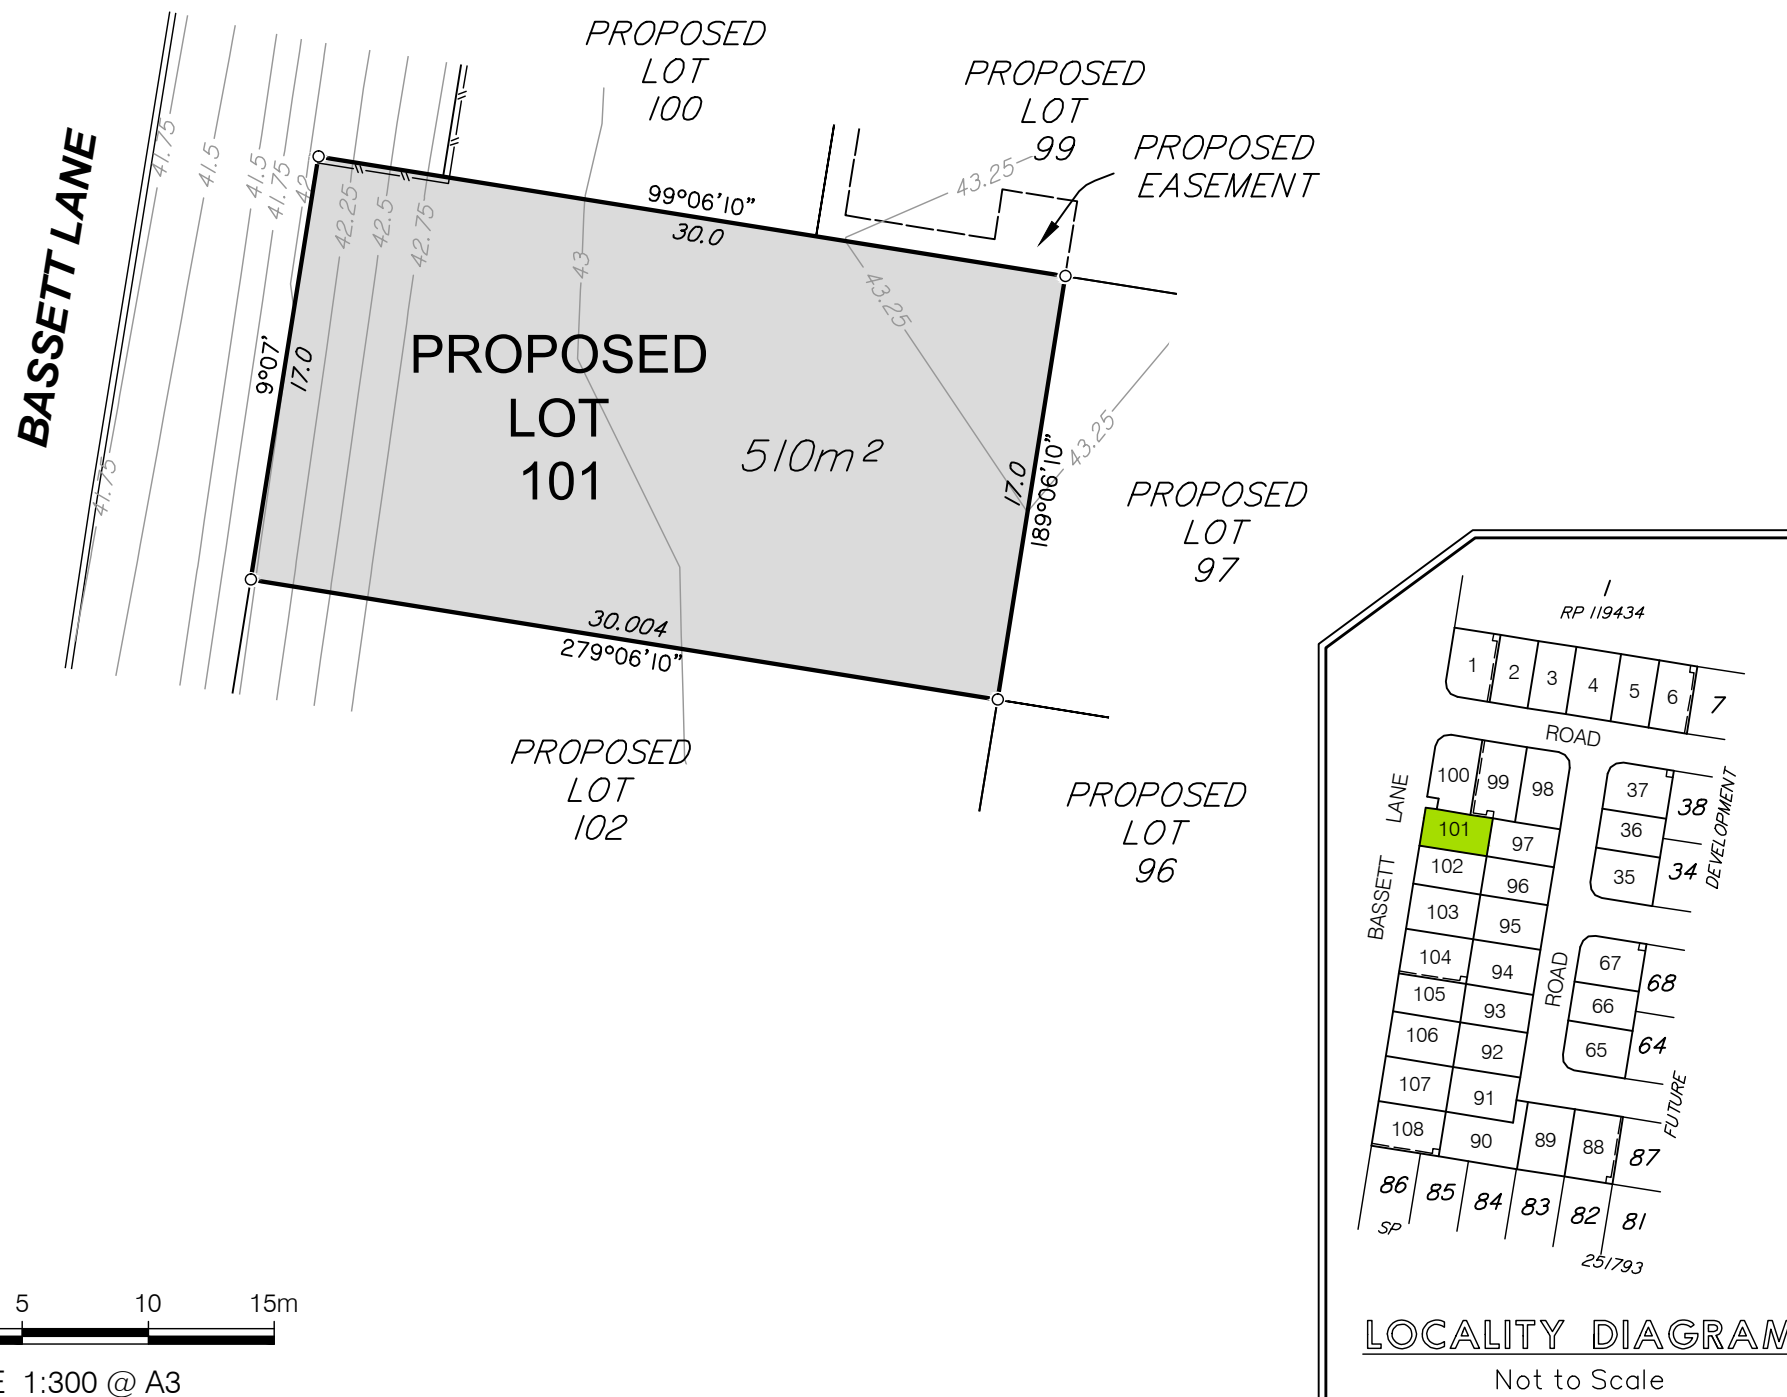 PROPOSED
LOT
100
PROPOSED
LOT
99
PROPOSED
EASEMENT
BASSETT LANE
41.75
41.5
41.5
41.75
42
42.25
42.5
42.75
43
43.25
43.25
43.25
41.75
99°06'10"
30.0
9°07'
17.0
PROPOSED
LOT
101
510m²
17.0
189°06'10"
30.004
279°06'10"
PROPOSED
LOT
97
PROPOSED
LOT
102
PROPOSED
LOT
96
5 10 15m
1:300 @ A3
1
RP 119434
1 2 3 4 5 6 7
ROAD
100 99 98
37
38
36
35
34
DEVELOPMENT
BASSETT LANE
101
97
102
96
103
95
104
94
105
93
106
92
107
91
108
90
89
88
87
ROAD
67
68
66
65
64
FUTURE
86 85 84 83 82 81
SP
251793
LOCALITY DIAGRAM
Not to Scale